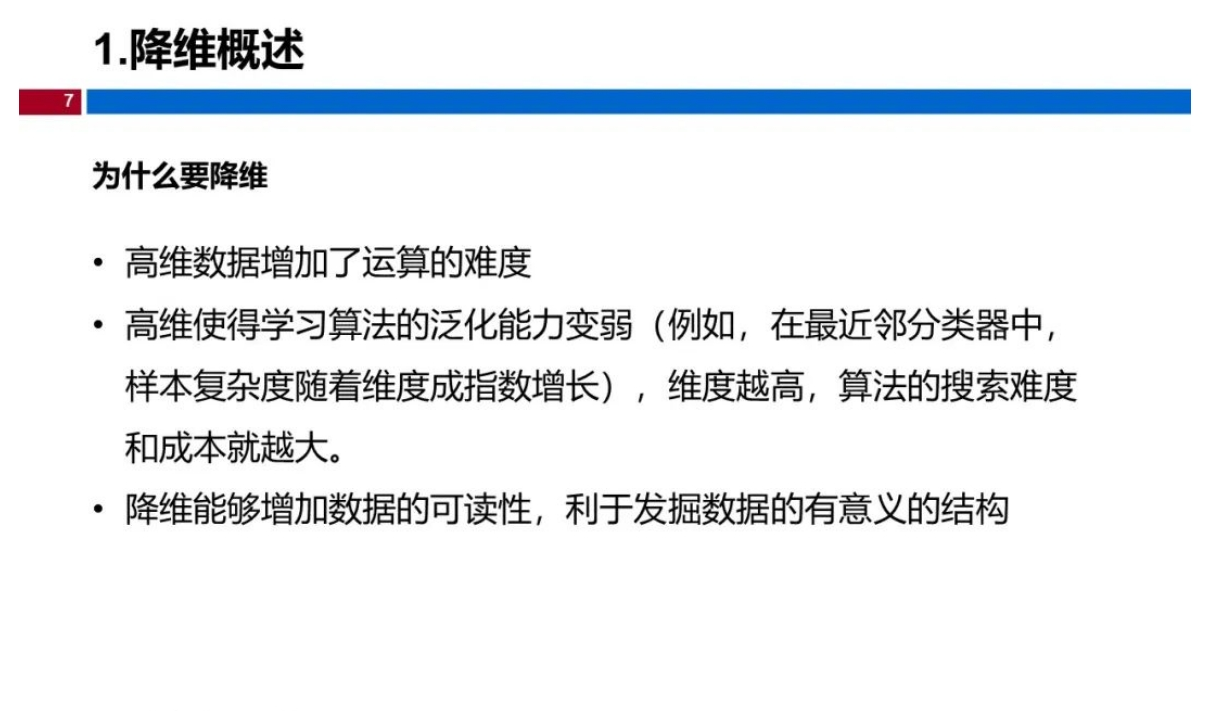 1.降维概述
7
为什么要降维
• 高维数据增加了运算的难度
• 高维使得学习算法的泛化能力变弱（例如，在最近邻分类器中，
样本复杂度随着维度成指数增长），维度越高，算法的搜索难度
和成本就越大。
• 降维能够增加数据的可读性，利于发掘数据的有意义的结构